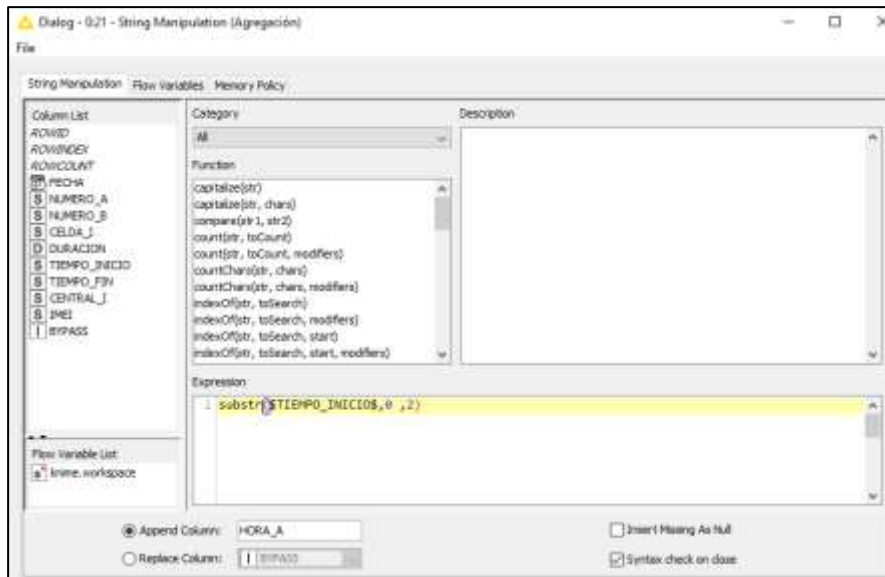 Dialog - 0:21 - String Manipulation (Agregación)
File
String Manipulation Flow Variables Memory Policy
Column List
ROWID
ROWINDEX
ROWCOUNT
FECHA
S NUMERO_A
S NUMERO_B
S CELDA_I
D DURACION
S TIEMPO_INICIO
S TIEMPO_FIN
S CENTRAL_I
S IMEI
I BYPASS
Flow Variable List
s knime.workspace
Category
All
Function
capitalize(str)
capitalize(str, chars)
compare(str1, str2)
count(str, toCount)
count(str, toCount, modifiers)
countChars(str, chars)
countChars(str, chars, modifiers)
indexOf(str, toSearch)
indexOf(str, toSearch, modifiers)
indexOf(str, toSearch, start)
indexOf(str, toSearch, start, modifiers)
Description
Expression
1 substr($TIEMPO_INICIO$,0 ,2)
Append Column: HORA_A
Insert Missing As Null
Replace Column: I BYPASS
Syntax check on close